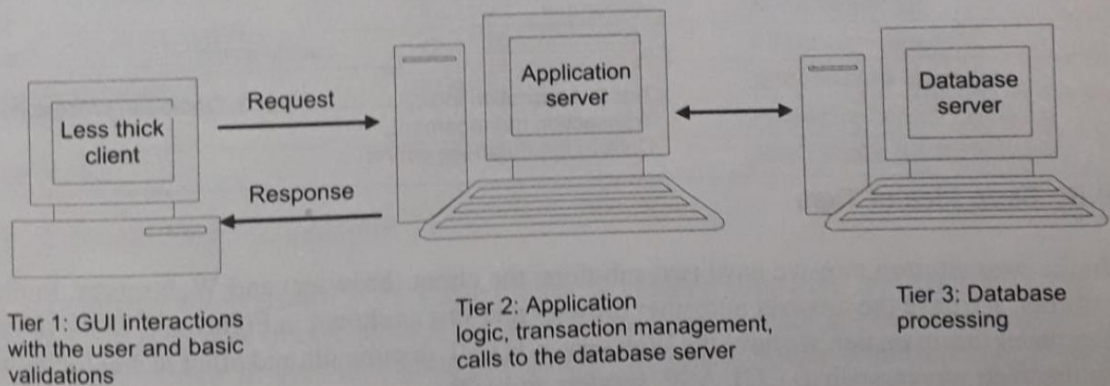 Less thick
client
Request
Response
Application
server
Database
server
Tier 1: GUI interactions
with the user and basic
validations
Tier 2: Application
logic, transaction management,
calls to the database server
Tier 3: Database
processing